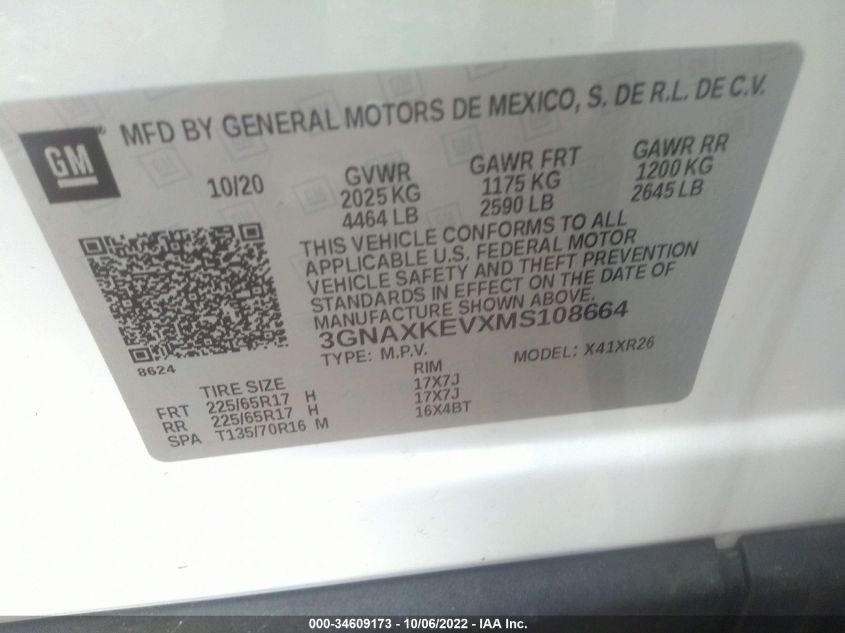 MFD BY GENERAL MOTORS DE MEXICO, S. DE R.L. DE C.V.
GM ®
10/20
GVWR
2025 KG
4464 LB
GAWR FRT
1175 KG
2590 LB
GAWR RR
1200 KG
2645 LB
THIS VEHICLE CONFORMS TO ALL
APPLICABLE U.S. FEDERAL MOTOR
VEHICLE SAFETY AND THEFT PREVENTION
STANDARDS IN EFFECT ON THE DATE OF
MANUFACTURE SHOWN ABOVE.
3GNAXKEVXMS108664
TYPE: M.P.V. MODEL: X41XR26
8624
TIRE SIZE RIM
FRT 225/65R17 H 17X7J
RR 225/65R17 H 17X7J
SPA T135/70R16 M 16X4BT
000-34609173 - 10/06/2022 - IAA Inc.